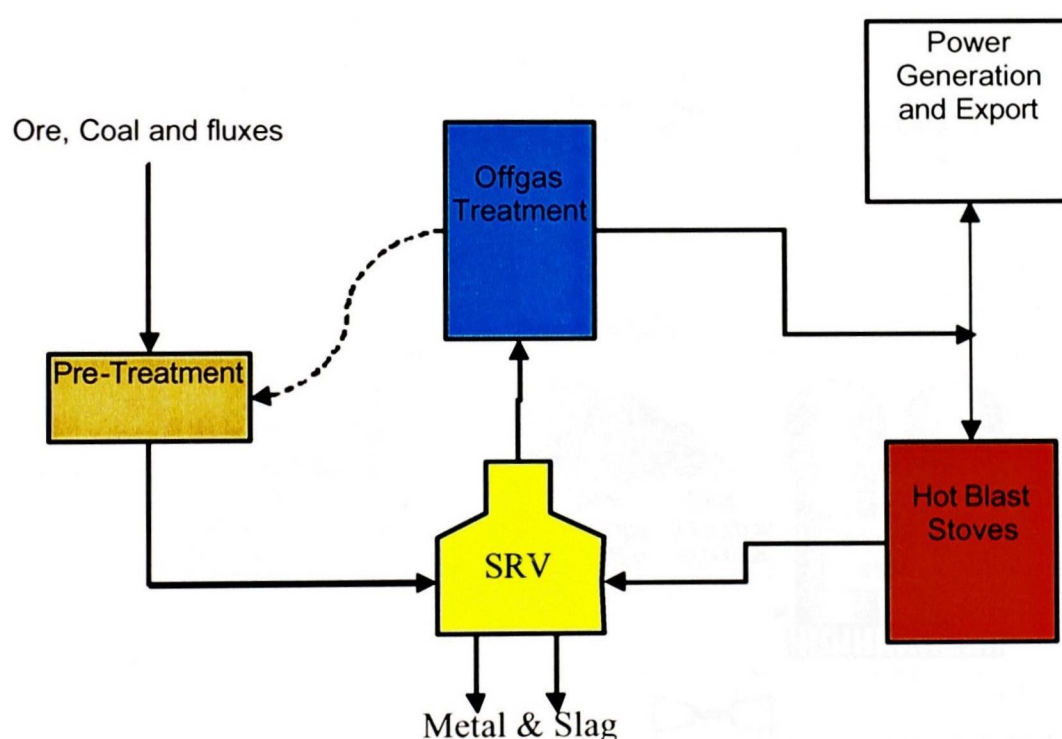 Power
Generation
and Export
Ore, Coal and fluxes
Offgas
Treatment
Pre-Treatment
Hot Blast
Stoves
SRV
Metal & Slag